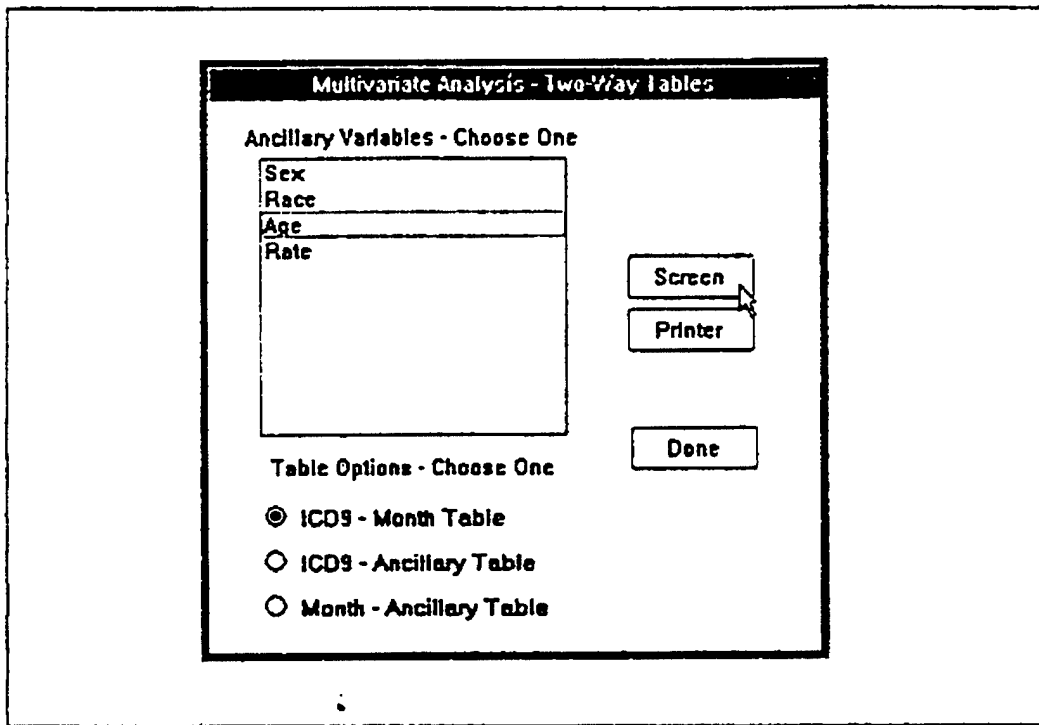 Multivariate Analysis - Two-Way Tables
Ancillary Variables - Choose One
Sex
Race
Age
Rate
Screen
Printer
Done
Table Options - Choose One
ICD9 - Month Table
ICD9 - Ancillary Table
Month - Ancillary Table